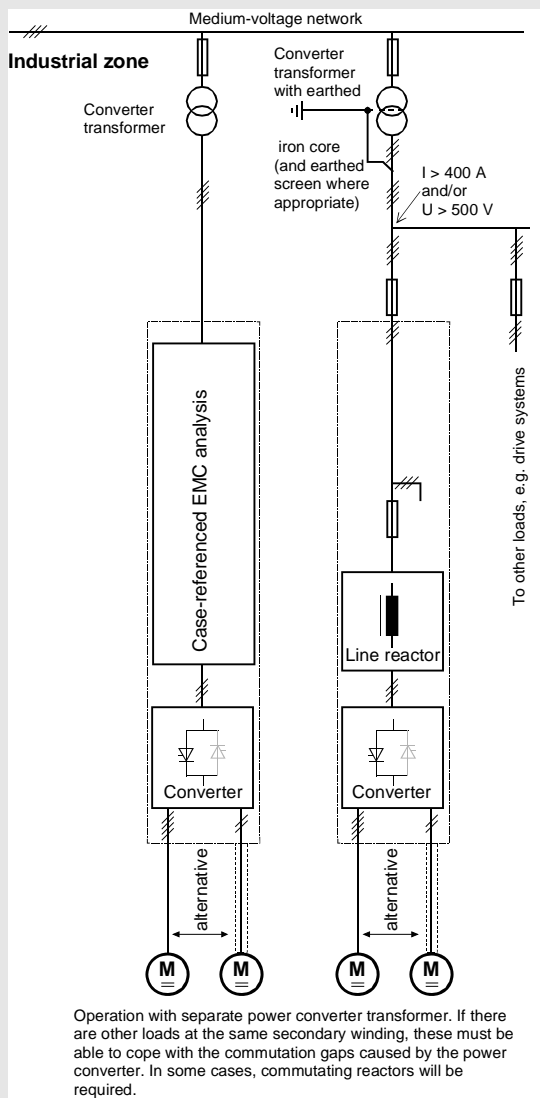 Medium-voltage network
Industrial zone
Converter
transformer
Converter
transformer
with earthed
iron core
(and earthed
screen where
appropriate)
I > 400 A
and/or
U > 500 V
To other loads, e.g. drive systems
Case-referenced EMC analysis
Line reactor
Converter
Converter
alternative
alternative
M
M
M
M
Operation with separate power converter transformer. If there
are other loads at the same secondary winding, these must be
able to cope with the commutation gaps caused by the power
converter. In some cases, commutating reactors will be
required.